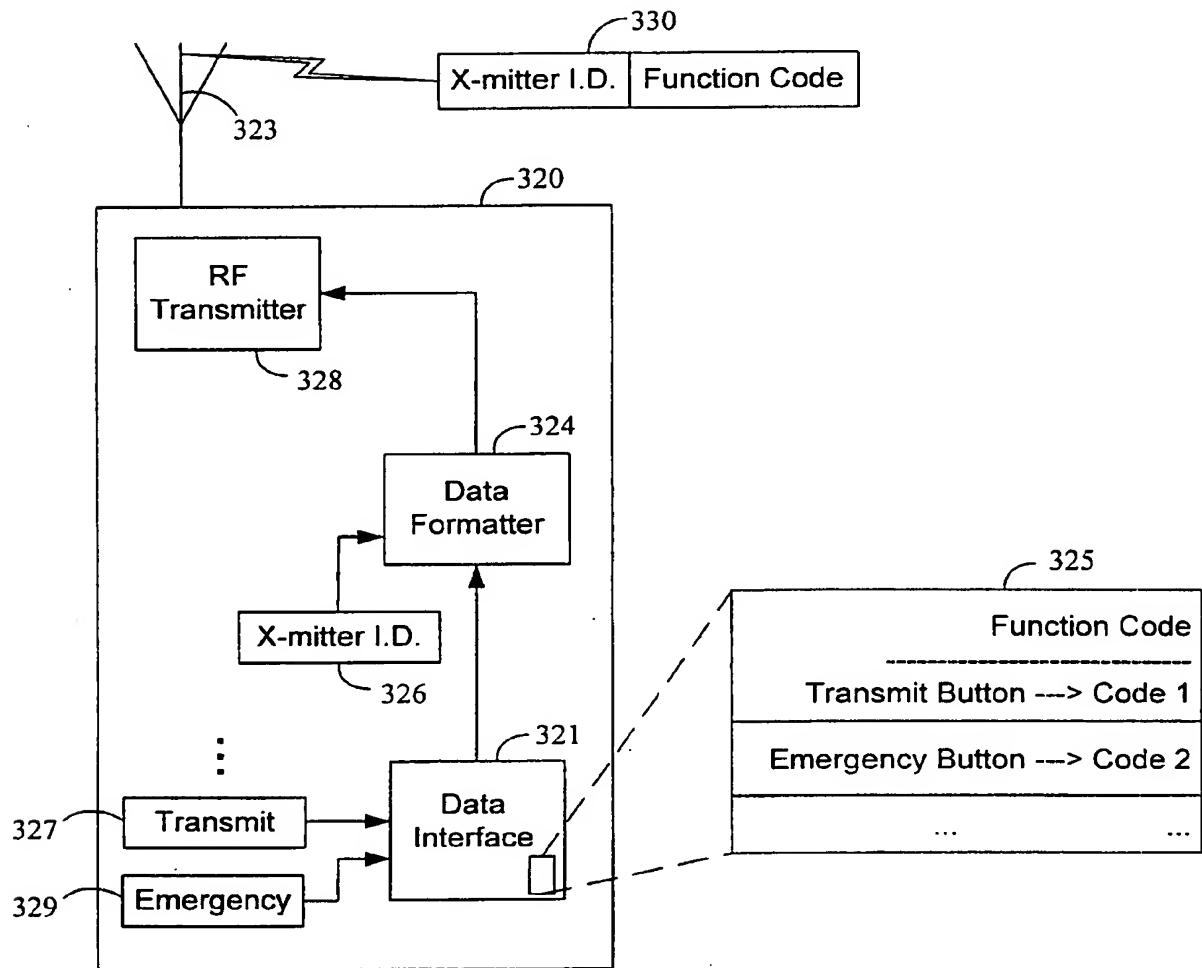 330
X-mitter I.D. Function Code
323
320
RF
Transmitter
328
324
Data
Formatter
X-mitter I.D.
326
325
Function Code
Transmit Button ---> Code 1
Emergency Button ---> Code 2
... ...
321
Data
Interface
327 Transmit
329 Emergency